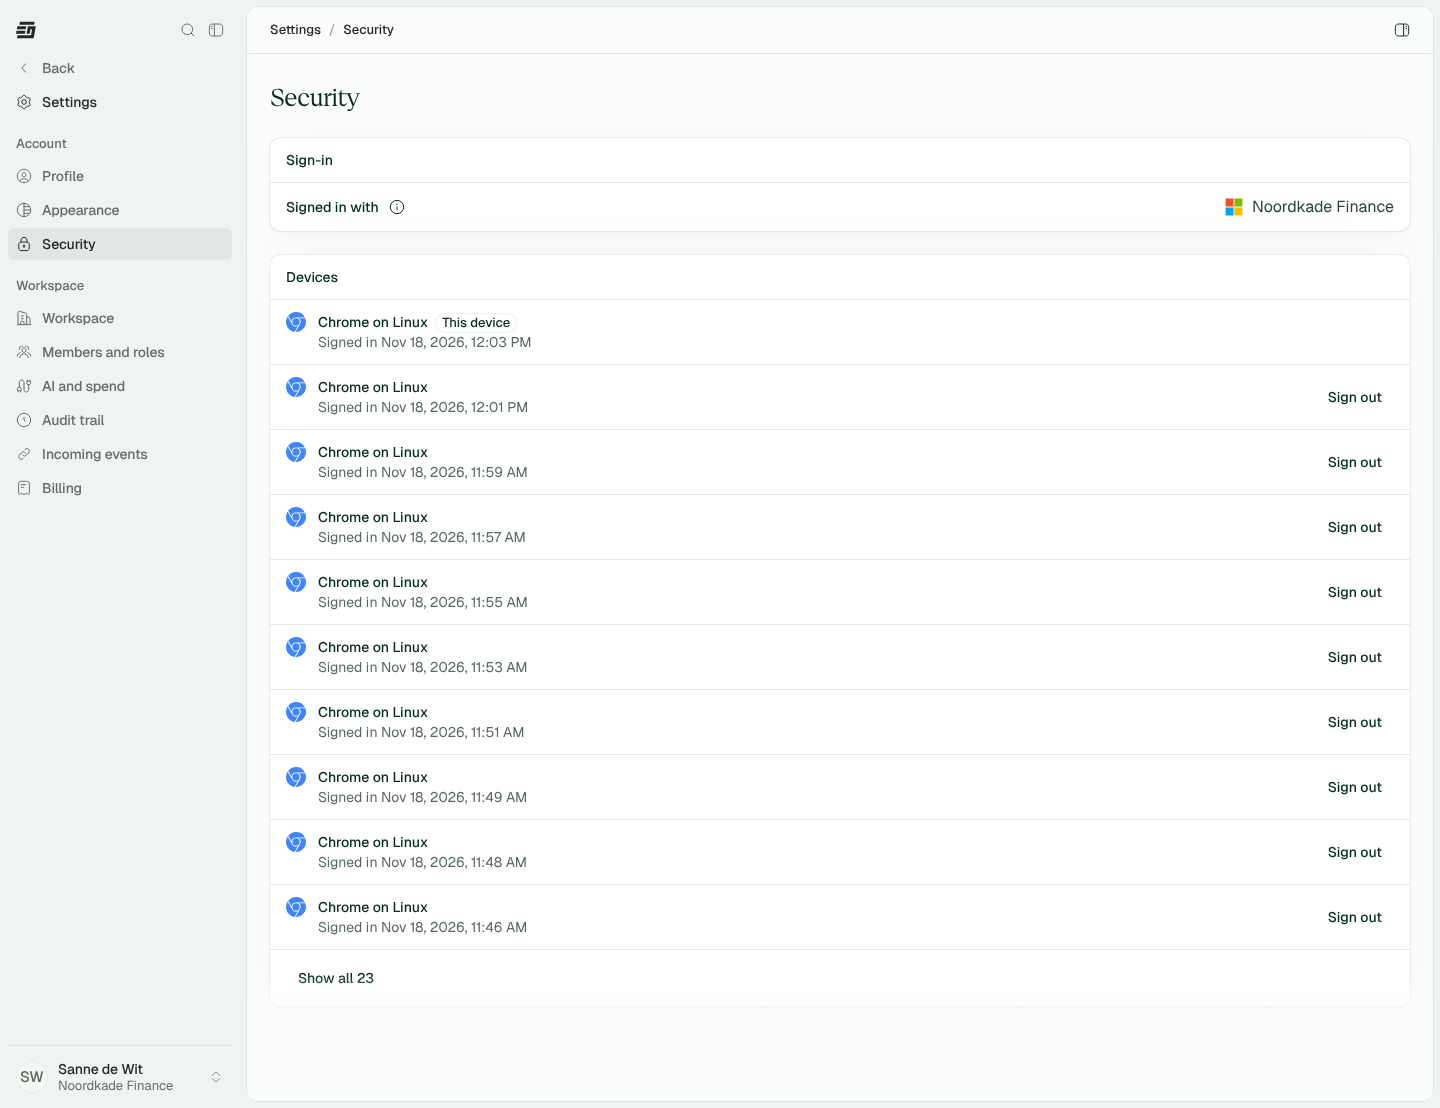 Back
Settings
Account
Profile
Appearance
Security
Workspace
Workspace
Members and roles
AI and spend
Audit trail
Incoming events
Billing
SW
Sanne de Wit
Noordkade Finance
Settings / Security
Security
Sign-in
Signed in with
Noordkade Finance
Devices
Chrome on Linux This device
Signed in Nov 18, 2026, 12:03 PM
Chrome on Linux
Signed in Nov 18, 2026, 12:01 PM
Sign out
Chrome on Linux
Signed in Nov 18, 2026, 11:59 AM
Sign out
Chrome on Linux
Signed in Nov 18, 2026, 11:57 AM
Sign out
Chrome on Linux
Signed in Nov 18, 2026, 11:55 AM
Sign out
Chrome on Linux
Signed in Nov 18, 2026, 11:53 AM
Sign out
Chrome on Linux
Signed in Nov 18, 2026, 11:51 AM
Sign out
Chrome on Linux
Signed in Nov 18, 2026, 11:49 AM
Sign out
Chrome on Linux
Signed in Nov 18, 2026, 11:48 AM
Sign out
Chrome on Linux
Signed in Nov 18, 2026, 11:46 AM
Sign out
Show all 23